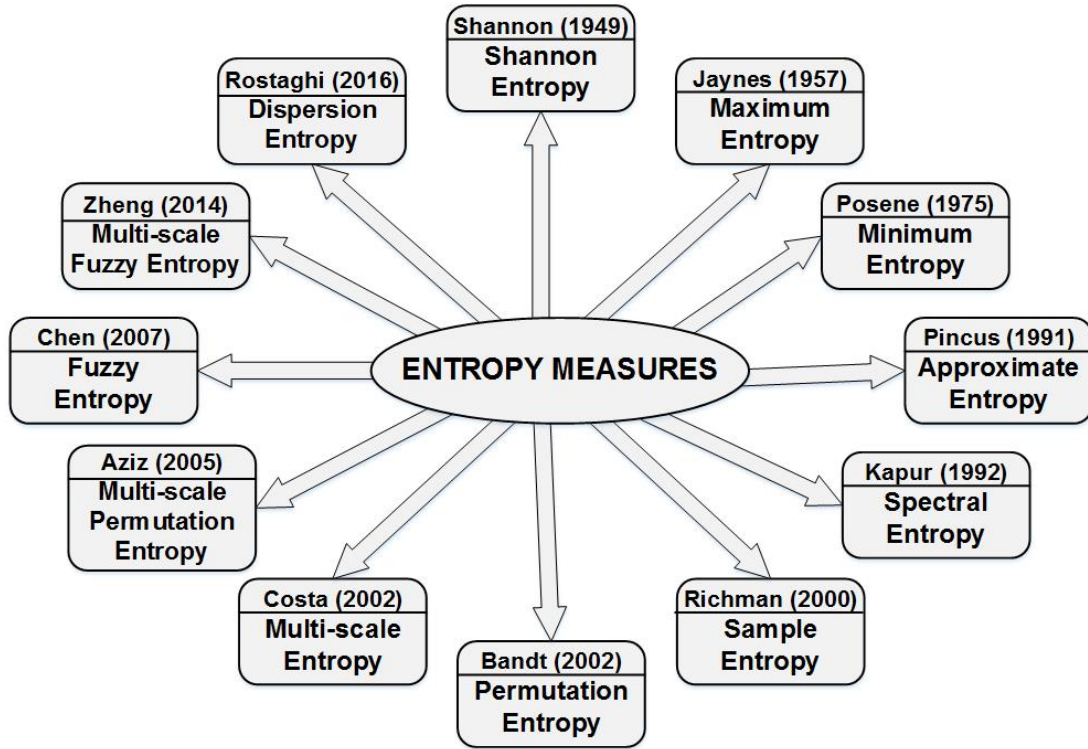 Shannon (1949)
Shannon
Entropy
Jaynes (1957)
Maximum
Entropy
Posene (1975)
Minimum
Entropy
Pincus (1991)
Approximate
Entropy
Kapur (1992)
Spectral
Entropy
Richman (2000)
Sample
Entropy
Bandt (2002)
Permutation
Entropy
Costa (2002)
Multi-scale
Entropy
Aziz (2005)
Multi-scale
Permutation
Entropy
Chen (2007)
Fuzzy
Entropy
Zheng (2014)
Multi-scale
Fuzzy Entropy
Rostaghi (2016)
Dispersion
Entropy
ENTROPY MEASURES